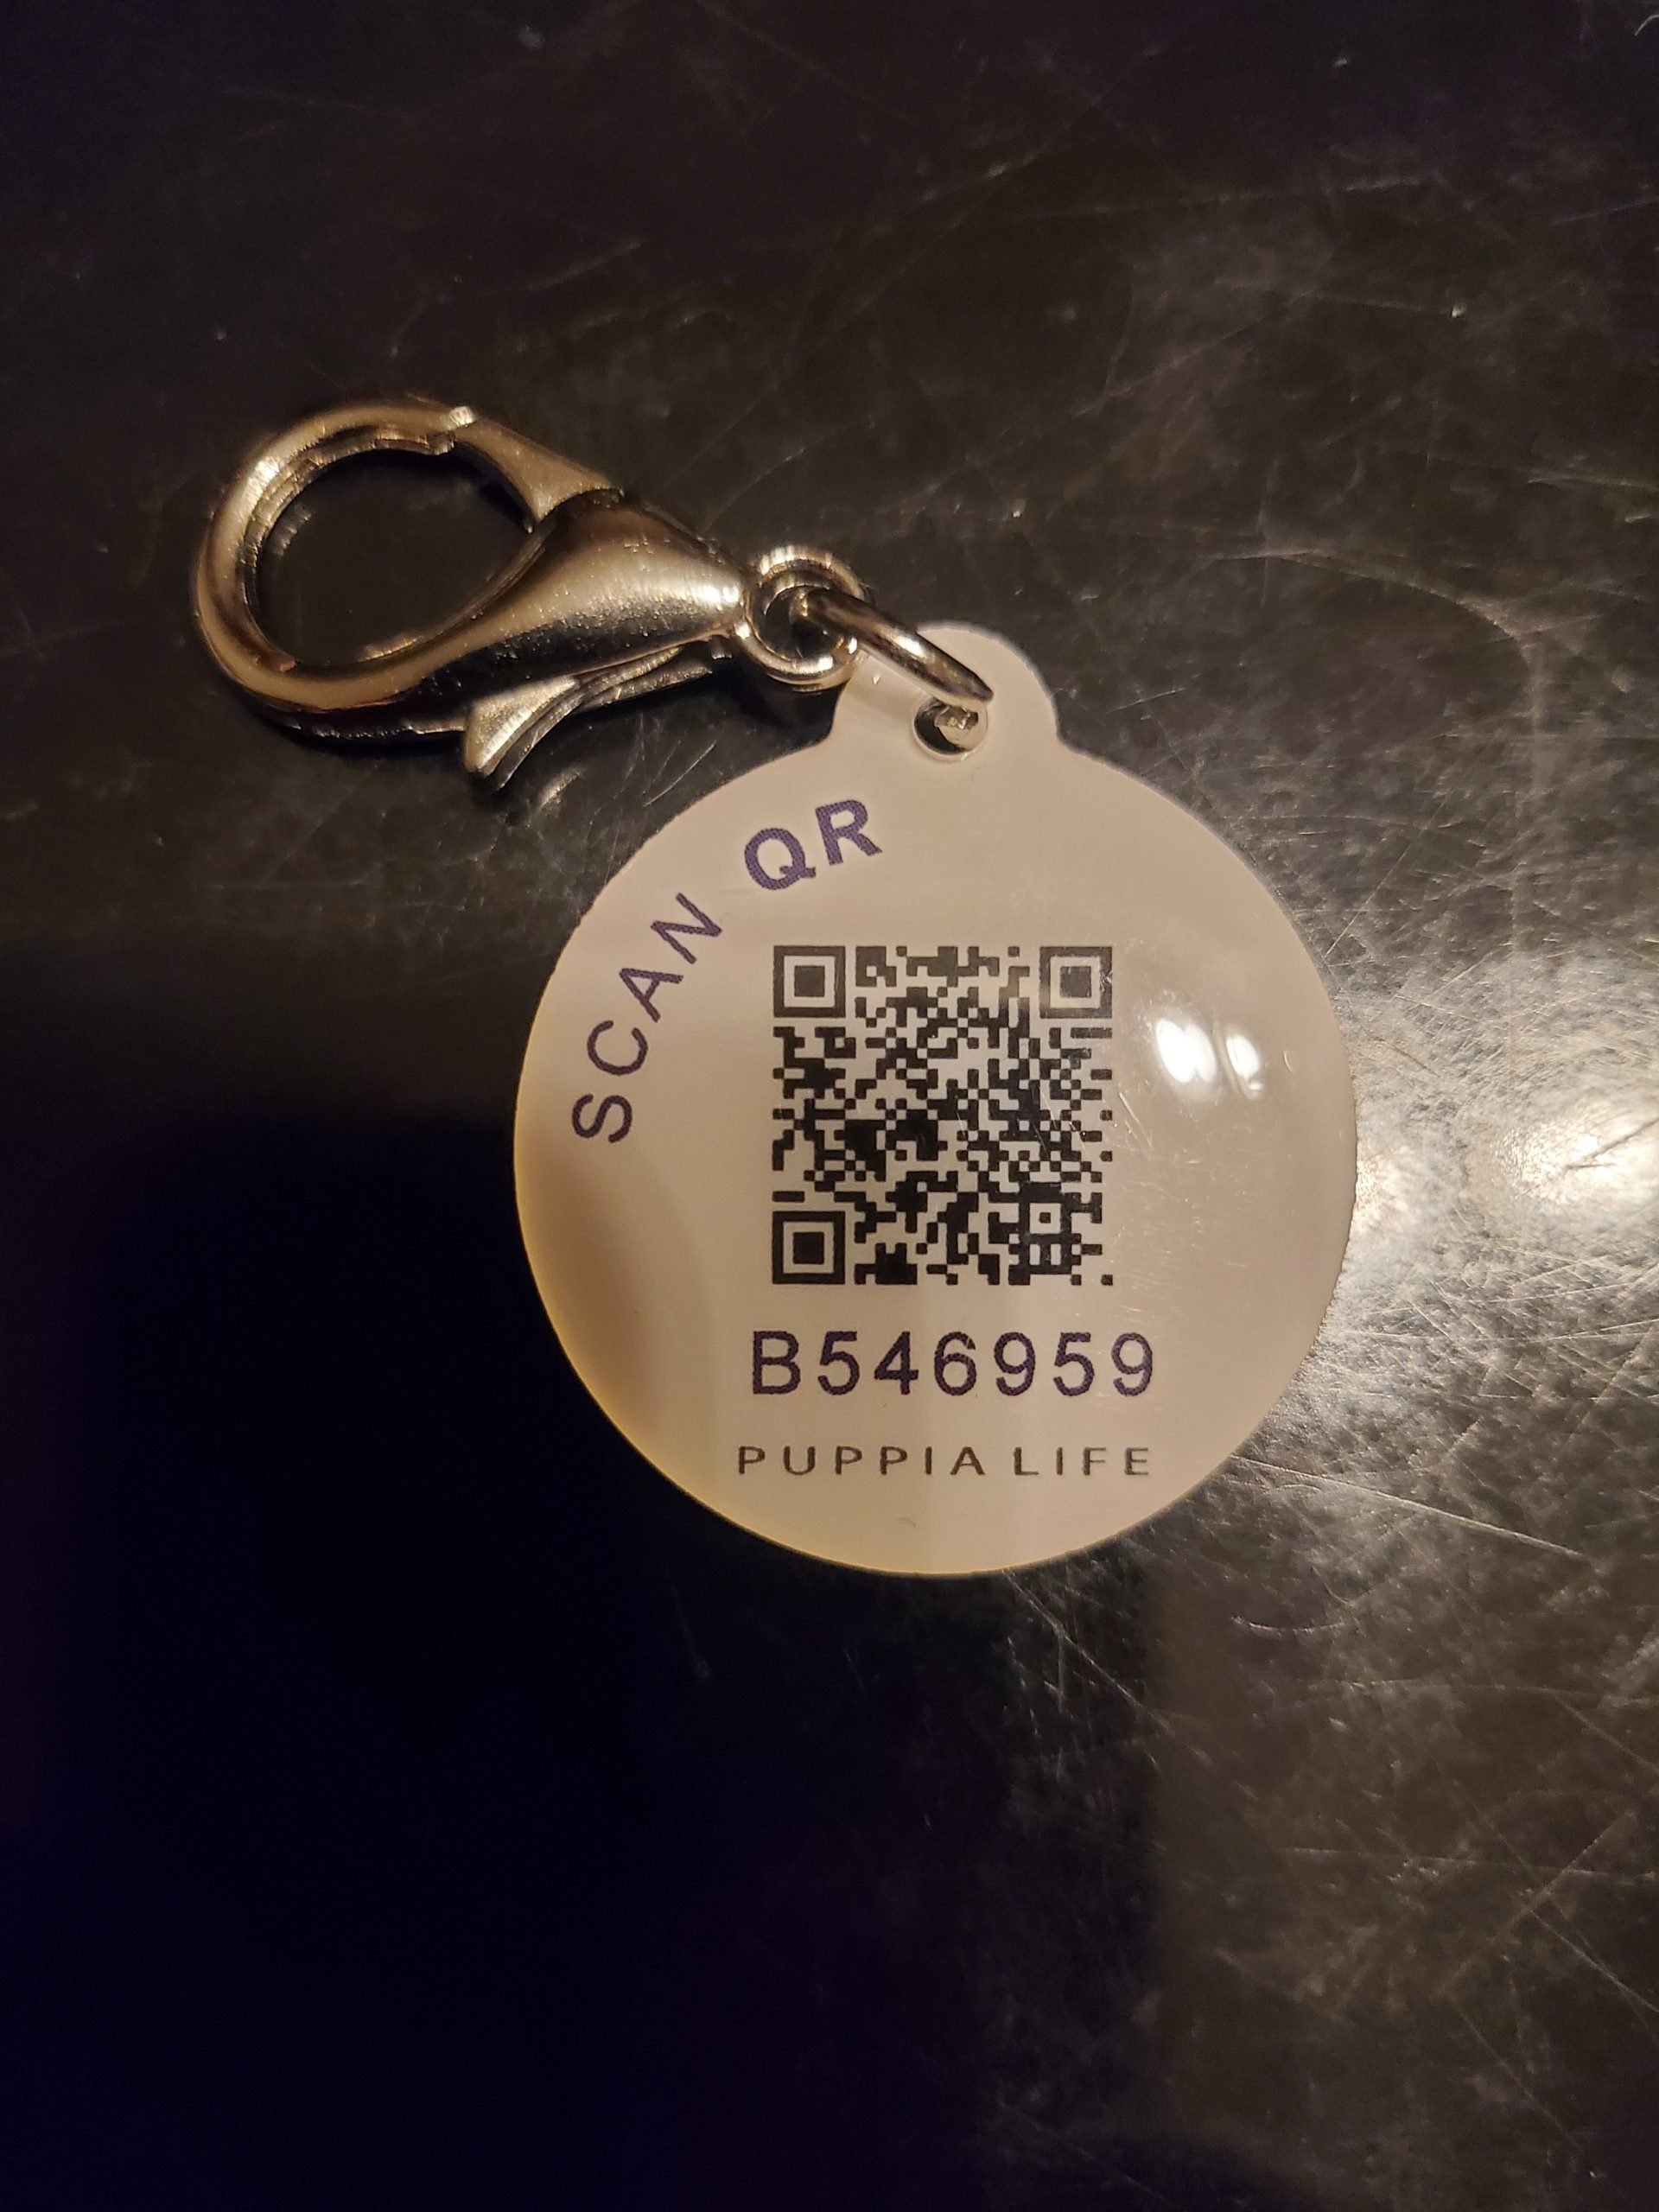 SCAN QR
B546959
PUPPIA LIFE